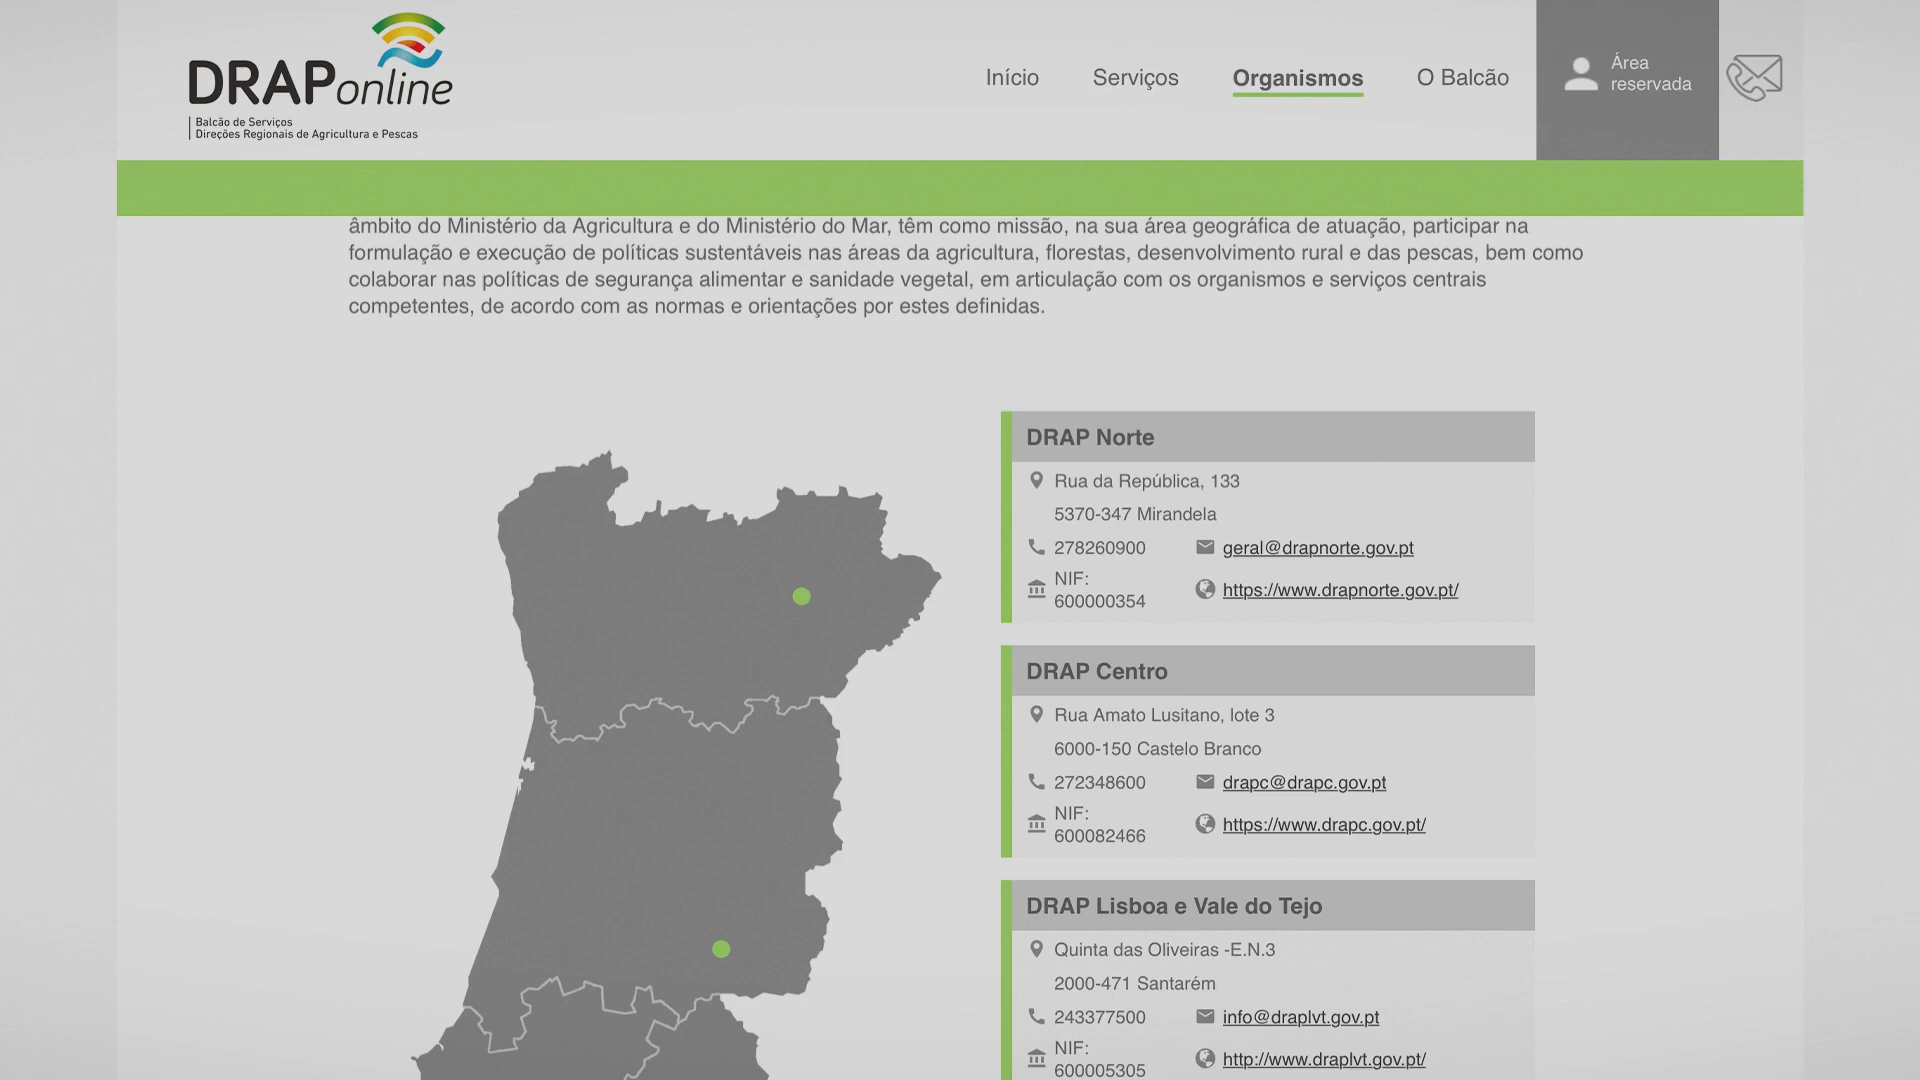 DRAPonline
Balcão de Serviços
Direções Regionais de Agricultura e Pescas
Início
Serviços
Organismos
O Balcão
Área
reservada
âmbito do Ministério da Agricultura e do Ministério do Mar, têm como missão, na sua área geográfica de atuação, participar na
formulação e execução de políticas sustentáveis nas áreas da agricultura, florestas, desenvolvimento rural e das pescas, bem como
colaborar nas políticas de segurança alimentar e sanidade vegetal, em articulação com os organismos e serviços centrais
competentes, de acordo com as normas e orientações por estes definidas.
DRAP Norte
Rua da República, 133
5370-347 Mirandela
278260900
geral@drapnorte.gov.pt
NIF:
600000354
https://www.drapnorte.gov.pt/
DRAP Centro
Rua Amato Lusitano, lote 3
6000-150 Castelo Branco
272348600
drapc@drapc.gov.pt
NIF:
600082466
https://www.drapc.gov.pt/
DRAP Lisboa e Vale do Tejo
Quinta das Oliveiras -E.N.3
2000-471 Santarém
243377500
info@draplvt.gov.pt
NIF:
600005305
http://www.draplvt.gov.pt/